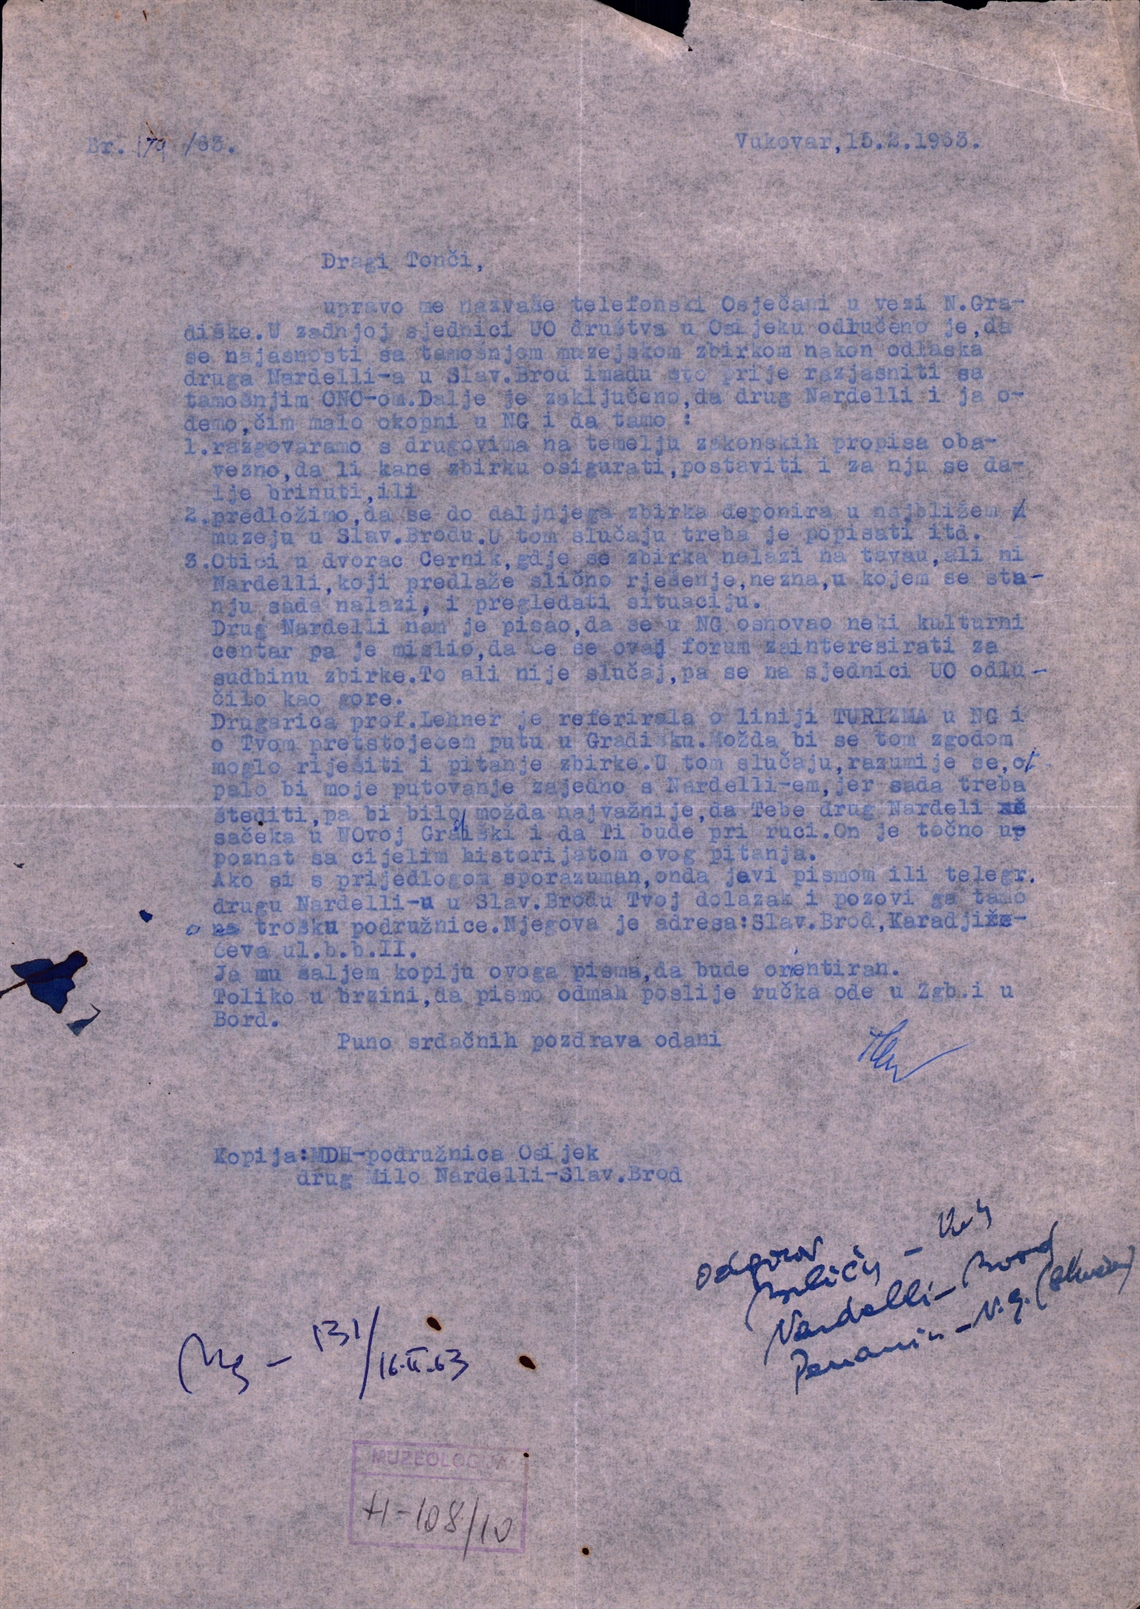 Br. 179 /63.
Vukovar,15.2.1963.
Dragi Tonči,
upravo me nazvaše telefonski Osječani u vezi N.Gra-
diške.U zadnjoj sjednici UO društva u Osijeku odlučeno je,da
se najasnosti sa tamošnjom muzejskom zbirkom nakon odlaska
druga Nardelli-a u Slav.Brod imadu što prije razjasniti sa
tamošnjim ONO-om.Dalje je zaključeno,da drug Nardelli i ja o-
demo,čim malo okopni u NG i da tamo :
1.razgovaramo s drugovima na temelju zakonskih propisa oba-
vezno,da li kane zbirku osigurati,postaviti i za nju se da-
lje brinuti,ili
2.predložimo,da se do daljnjega zbirka deponira u najbližem
muzeju u Slav.Brodu.U tom slučaju treba je popisati itd.
3.Otići u dvorac Cernik,gdje se zbirka nalazi na tavau,ali ni
Nardelli,koji predlaže slično rješenje,nezna,u kojem se sta-
nju sada nalazi, i pregledati situaciju.
Drug Nardelli nam je pisao,da se u NG osnovao neki kulturni
centar pa je mislio,da će se ovaj forum zainteresirati za
sudbinu zbirke.To ali nije slučaj,pa se na sjednici UO odlu-
čilo kao gore.
Drugarica prof.Lehner je referirala o liniji TURIZMA u NG i
o Tvom pretstojećem putu u Gradišku.Možda bi se tom zgodom
moglo riješiti i pitanje zbirke.U tom slučaju,razumije se,ot
palo bi moje putovanje zajedno s Nardelli-em,jer sada treba
štediti,pa bi bilo možda najvažnije,da Tebe drug Nardeli
sačeka u NOvoj Gradiški i da Ti bude pri ruci.On je točno up
poznat sa cijelim historijatom ovog pitanja.
Ako si s prijedlogom sporazuman,onda javi pismom ili telegr.
drugu Nardelli-u u Slav.Brodu Tvoj dolazak i pozovi ga tamo
o trošku podružnice.Njegova je adresa:Slav.Brod,Karadjiže-
ćeva ul.b.b.II.
Ja mu šaljem kopiju ovoga pisma,da bude orientiran.
Toliko u brzini,da pismo odmah poslije ručka ode u Zgb.i u
Bord.
Puno srdačnih pozdrava odani
Kopija:MDH-podružnica Osijek
drug Milo Nardelli-Slav.Brod
Odgovor
Nardelli – Brod
– N.G.
Mg – 131/16.II.63
MUZEOLOGIJA
H-108/10